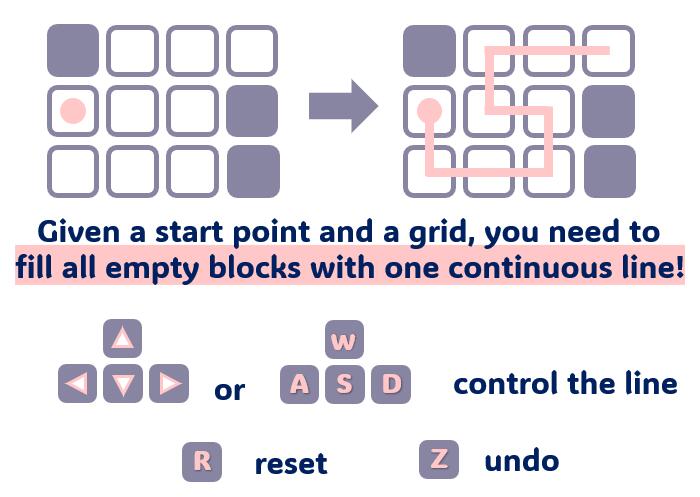 Given a start point and a grid, you need to
fill all empty blocks with one continuous line!
W
or A S D control the line
R reset Z undo